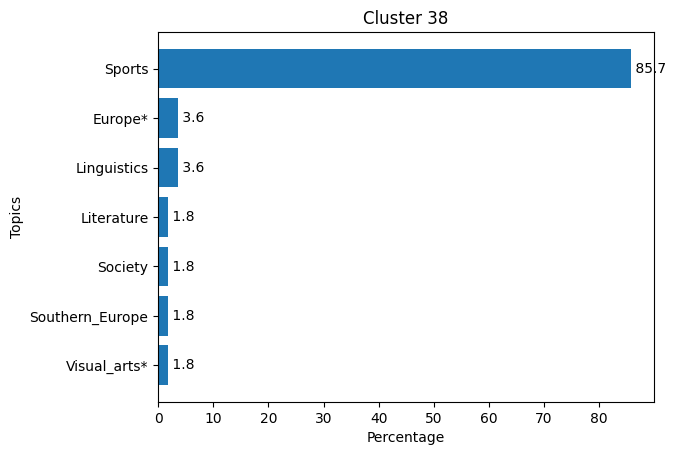 Cluster 38
Topics
Sports 85.7
Europe* 3.6
Linguistics 3.6
Literature 1.8
Society 1.8
Southern_Europe 1.8
Visual_arts* 1.8
0 10 20 30 40 50 60 70 80
Percentage